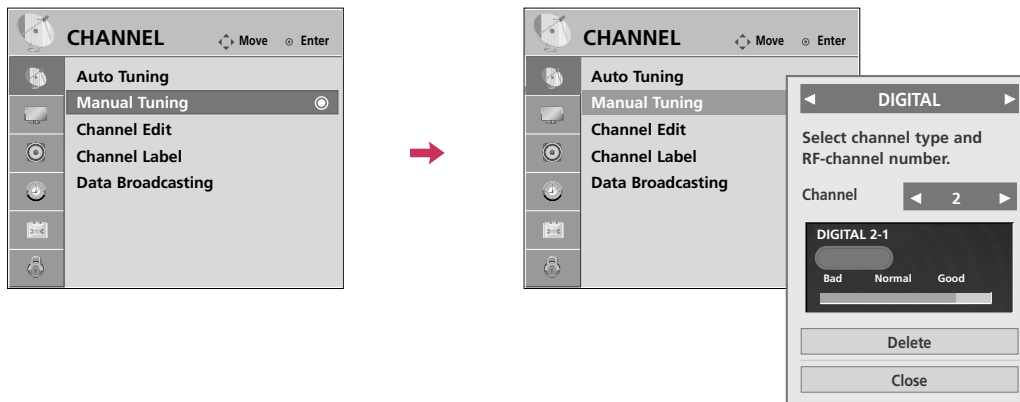 CHANNEL Move Enter
Auto Tuning
Manual Tuning
Channel Edit
Channel Label
Data Broadcasting
CHANNEL Move Enter
Auto Tuning
Manual Tuning
Channel Edit
Channel Label
Data Broadcasting
DIGITAL
Select channel type and
RF-channel number.
Channel 2
DIGITAL 2-1
Bad Normal Good
Delete
Close